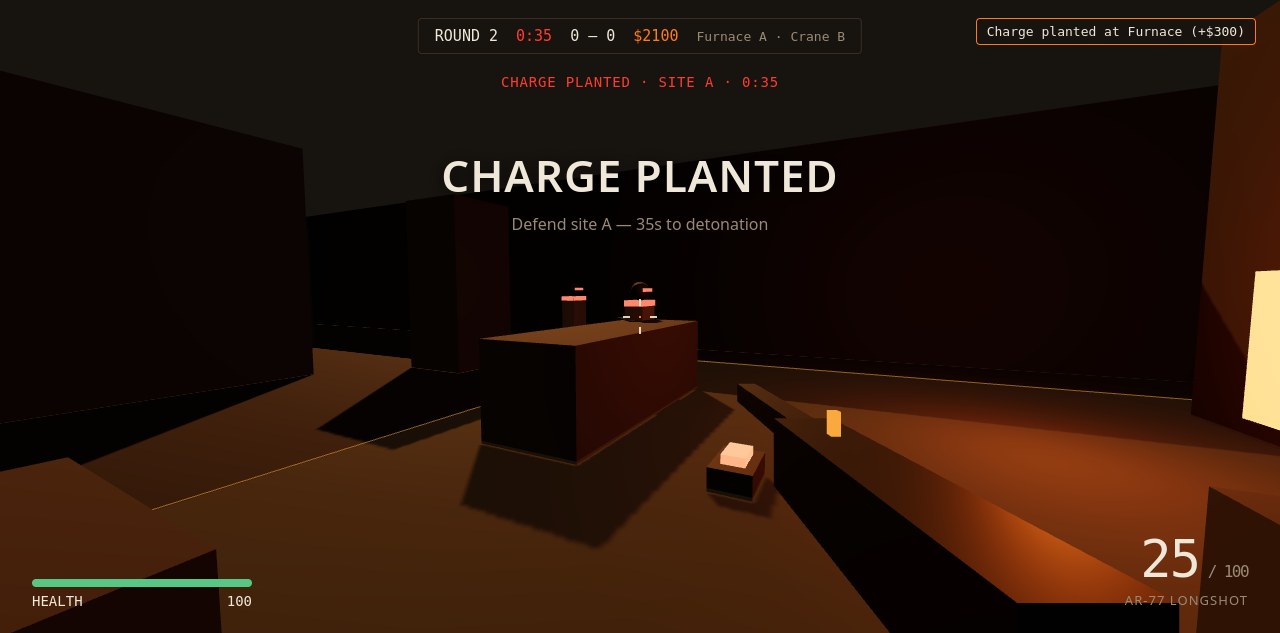 ROUND 2 0:35 0 — 0 $2100 Furnace A · Crane B
Charge planted at Furnace (+$300)
CHARGE PLANTED · SITE A · 0:35
CHARGE PLANTED
Defend site A — 35s to detonation
25 / 100
HEALTH 100
AR-77 LONGSHOT